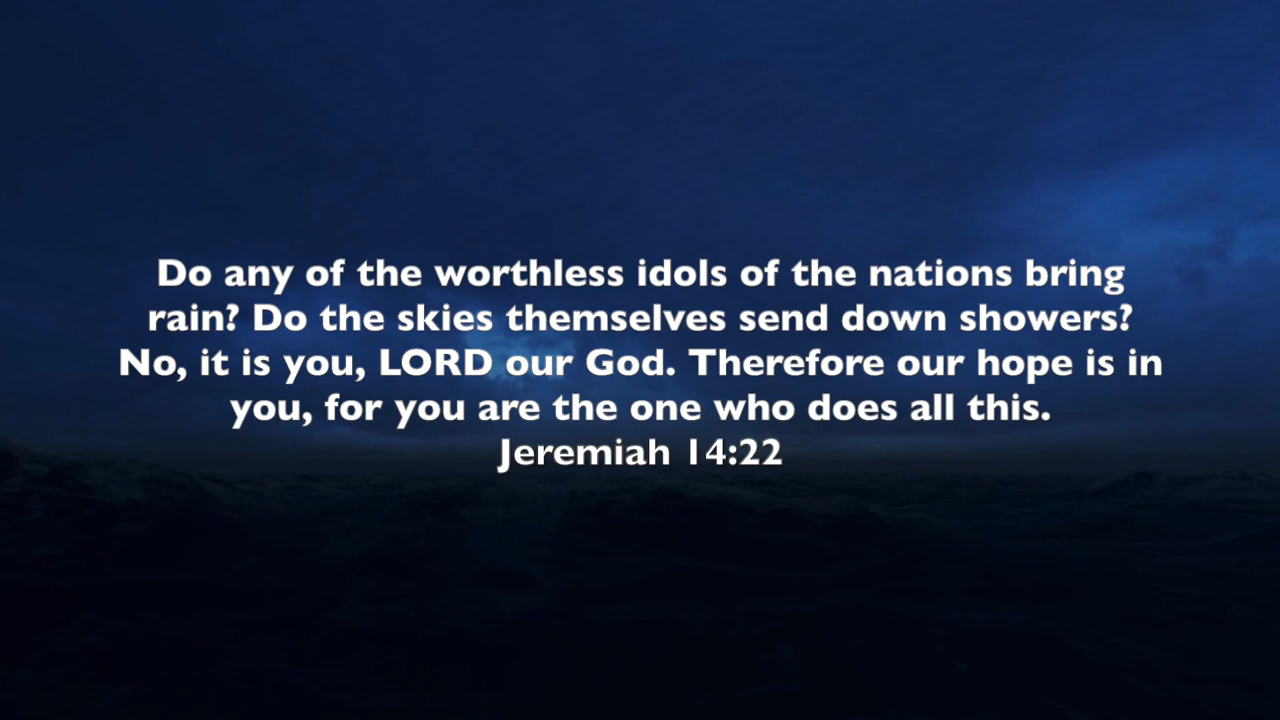 Do any of the worthless idols of the nations bring
rain? Do the skies themselves send down showers?
No, it is you, LORD our God. Therefore our hope is in
you, for you are the one who does all this.
Jeremiah 14:22